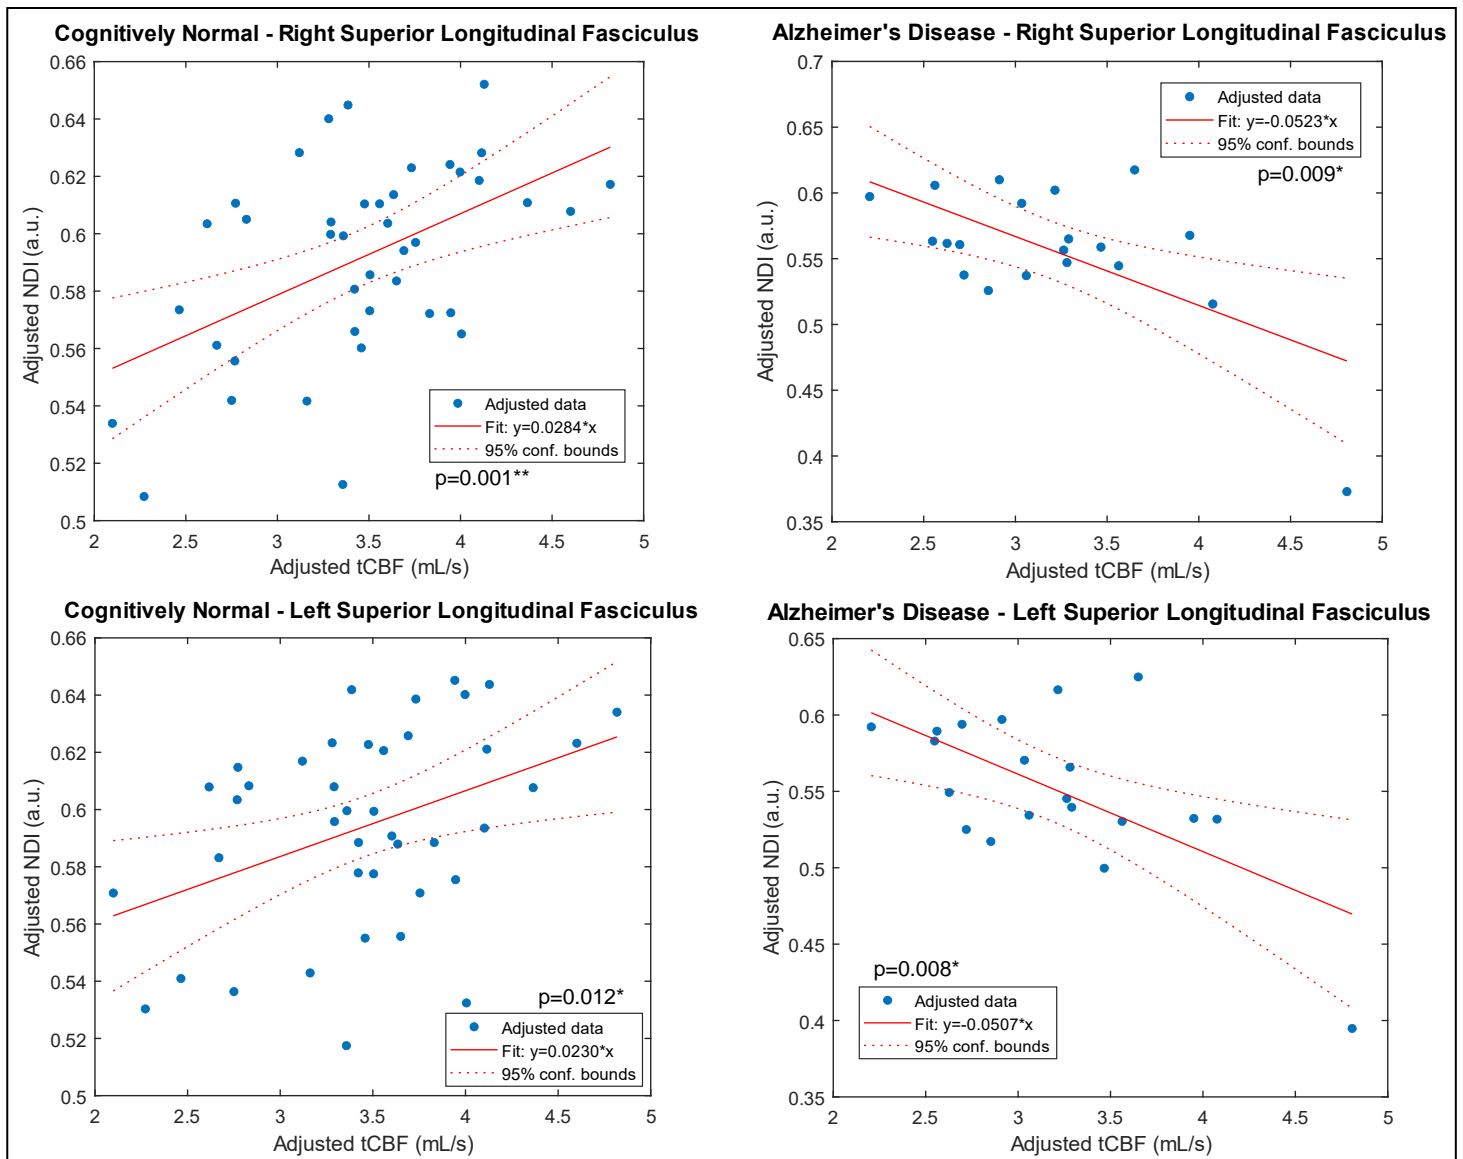 Cognitively Normal - Right Superior Longitudinal Fasciculus
0.66
0.64
0.62
0.6
0.58
0.56
0.54
0.52
0.5
Adjusted NDI (a.u.)
Adjusted data
Fit: y=0.0284*x
95% conf. bounds
p=0.001**
2 2.5 3 3.5 4 4.5 5
Adjusted tCBF (mL/s)
Alzheimer's Disease - Right Superior Longitudinal Fasciculus
0.7
0.65
0.6
0.55
0.5
0.45
0.4
0.35
Adjusted NDI (a.u.)
Adjusted data
Fit: y=-0.0523*x
95% conf. bounds
p=0.009*
2 2.5 3 3.5 4 4.5 5
Adjusted tCBF (mL/s)
Cognitively Normal - Left Superior Longitudinal Fasciculus
0.66
0.64
0.62
0.6
0.58
0.56
0.54
0.52
0.5
Adjusted NDI (a.u.)
p=0.012*
Adjusted data
Fit: y=0.0230*x
95% conf. bounds
2 2.5 3 3.5 4 4.5 5
Adjusted tCBF (mL/s)
Alzheimer's Disease - Left Superior Longitudinal Fasciculus
0.65
0.6
0.55
0.5
0.45
0.4
0.35
Adjusted NDI (a.u.)
p=0.008*
Adjusted data
Fit: y=-0.0507*x
95% conf. bounds
2 2.5 3 3.5 4 4.5 5
Adjusted tCBF (mL/s)